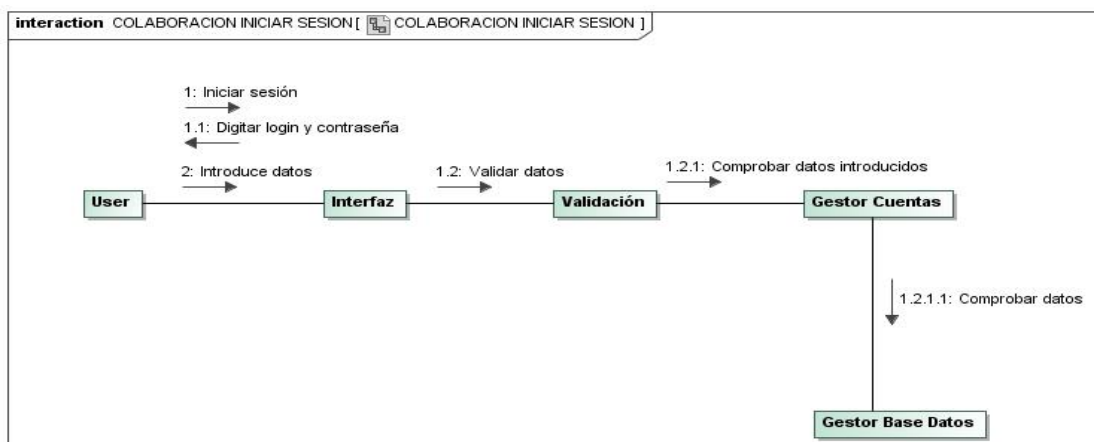 interaction COLABORACION INICIAR SESION [ COLABORACION INICIAR SESION ]
1: Iniciar sesión
1.1: Digitar login y contraseña
2: Introduce datos
1.2: Validar datos
1.2.1: Comprobar datos introducidos
User
Interfaz
Validación
Gestor Cuentas
1.2.1.1: Comprobar datos
Gestor Base Datos